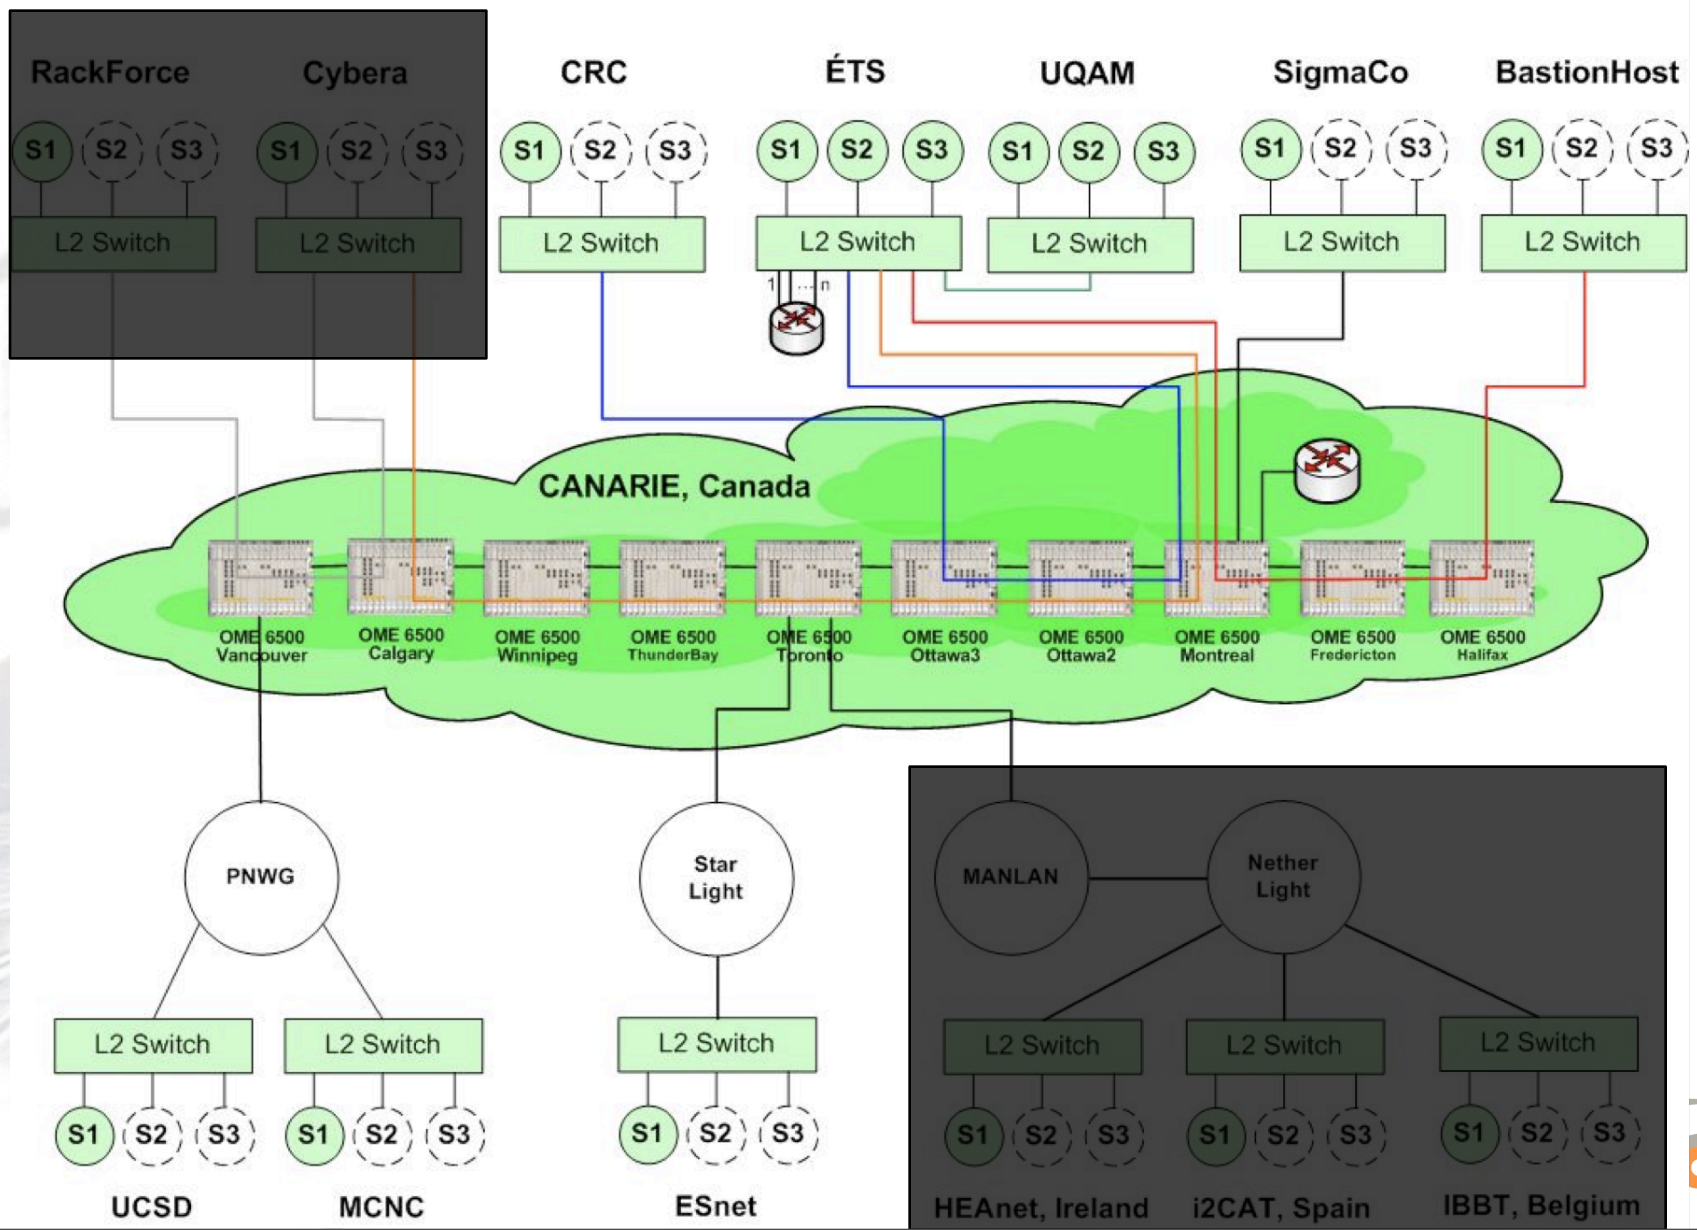 RackForce Cybera CRC ÉTS UQAM SigmaCo BastionHost
S1 S2 S3 S1 S2 S3 S1 S2 S3 S1 S2 S3 S1 S2 S3 S1 S2 S3 S1 S2 S3
L2 Switch L2 Switch L2 Switch L2 Switch L2 Switch L2 Switch L2 Switch
1 ... n
CANARIE, Canada
OME 6500 OME 6500 OME 6500 OME 6500 OME 6500 OME 6500 OME 6500 OME 6500 OME 6500 OME 6500
Vancouver Calgary Winnipeg ThunderBay Toronto Ottawa3 Ottawa2 Montreal Fredericton Halifax
PNWG
Star
Light
MANLAN
Nether
Light
L2 Switch L2 Switch L2 Switch L2 Switch L2 Switch L2 Switch
S1 S2 S3 S1 S2 S3 S1 S2 S3 S1 S2 S3 S1 S2 S3 S1 S2 S3
UCSD MCNC ESnet HEAnet, Ireland i2CAT, Spain IBBT, Belgium